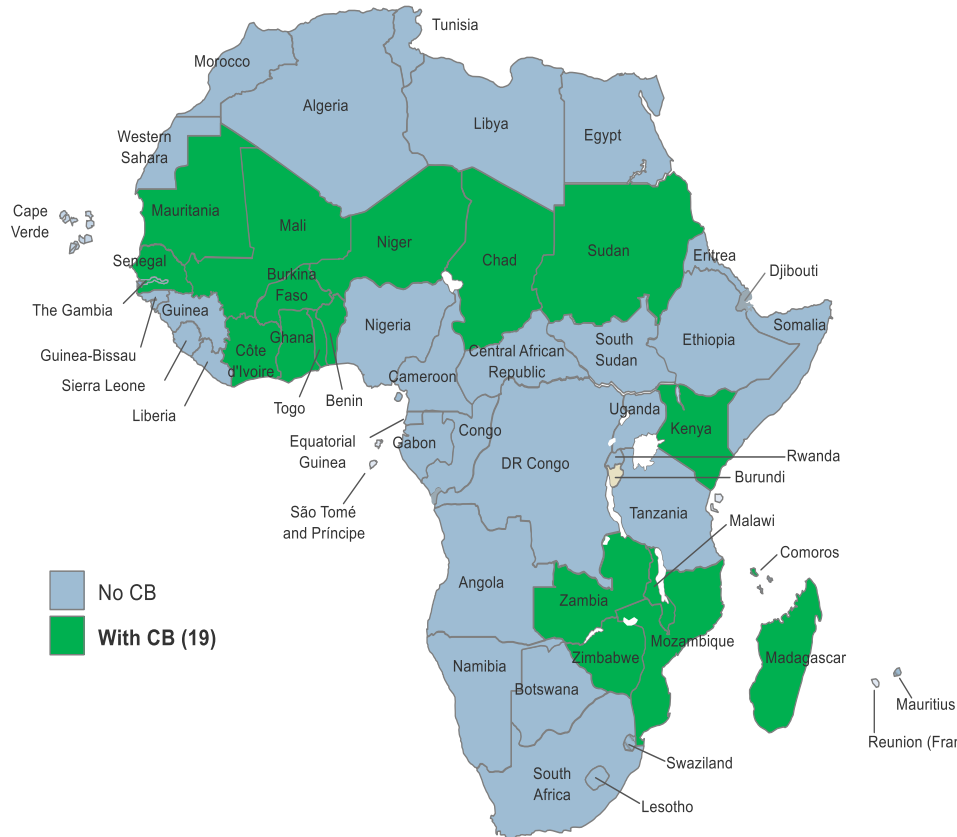 Tunisia
Morocco
Algeria
Libya
Egypt
Western
Sahara
Cape
Verde
Mauritania
Mali
Niger
Chad
Sudan
Eritrea
Djibouti
Senegal
The Gambia
Guinea-Bissau
Guinea
Sierra Leone
Liberia
Burkina
Faso
Côte
d'Ivoire
Ghana
Togo
Benin
Nigeria
Cameroon
Central African
Republic
South
Sudan
Ethiopia
Somalia
Equatorial
Guinea
São Tomé
and Príncipe
Gabon
Congo
DR Congo
Uganda
Kenya
Rwanda
Burundi
Tanzania
Malawi
Comoros
Angola
Zambia
Mozambique
Zimbabwe
Madagascar
Namibia
Botswana
Mauritius
Reunion (Fran
Swaziland
South
Africa
Lesotho
No CB
With CB (19)